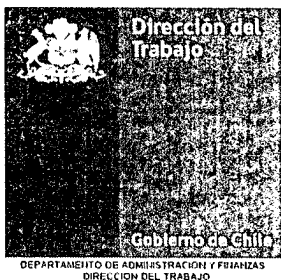 Dirección del
Trabajo
Gobierno de Chile
DEPARTAMENTO DE ADMINISTRACION Y FINANZAS
DIRECCION DEL TRABAJO